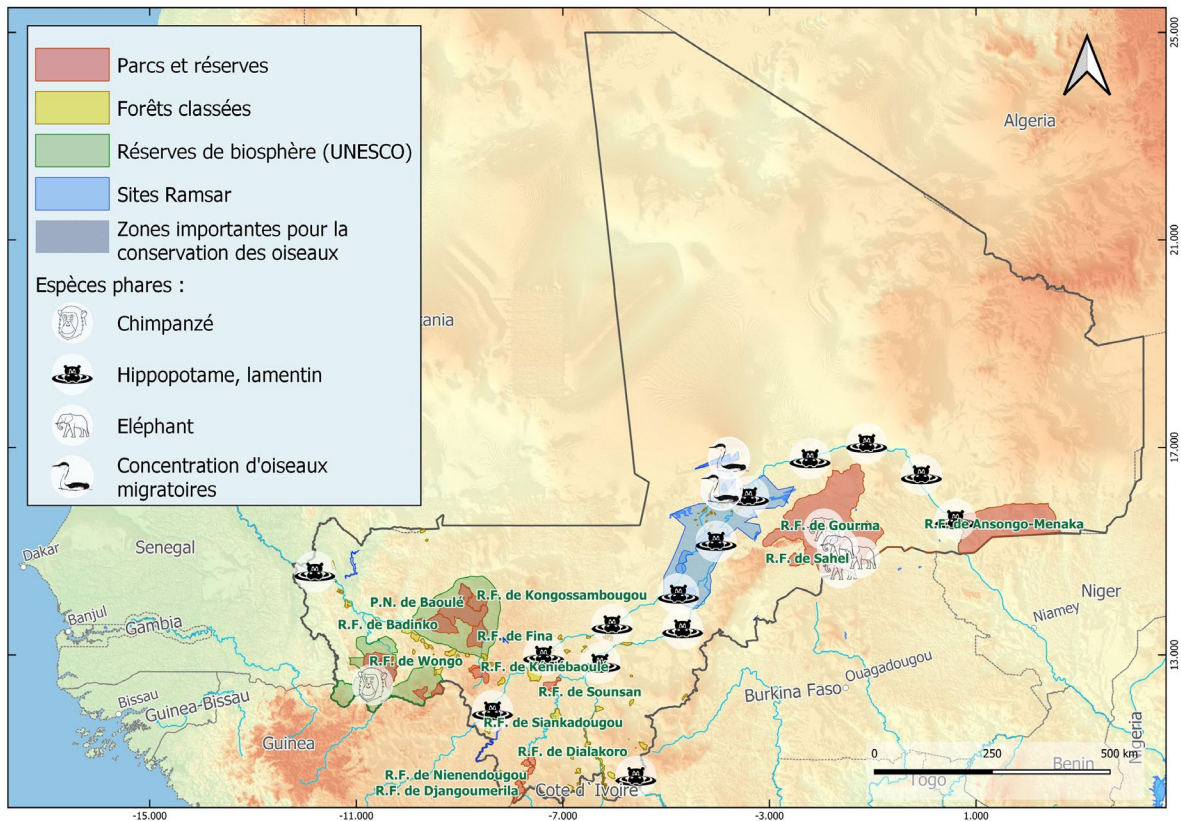 Parcs et réserves
Forêts classées
Réserves de biosphère (UNESCO)
Sites Ramsar
Zones importantes pour la
conservation des oiseaux
Espèces phares :
Chimpanzé
Hippopotame, lamentin
Eléphant
Concentration d'oiseaux
migratoires
25.000
Algeria
21.000
tania
17.000
R.F. de Gourma
R.F. de Ansongo-Menaka
Dakar
Senegal
R.F. de Sahel
P.N. de Baoulé
R.F. de Kongossambougou
Niger
Niamey
Banjul
Gambia
R.F. de Badinko
R.F. de Fina
13.000
R.F. de Wongo
R.F. de Keniébaoulé
Ouagadougou
Bissau
Guinea-Bissau
R.F. de Sounsan
Burkina Faso
R.F. de Siankadougou
Guinea
R.F. de Dialakoro
Nigeria
0
250
500 km
Benin
R.F. de Nienendougou
Togo
R.F. de Djangoumerila
Cote d' Ivoire
-15.000
-11.000
-7.000
-3.000
1.000